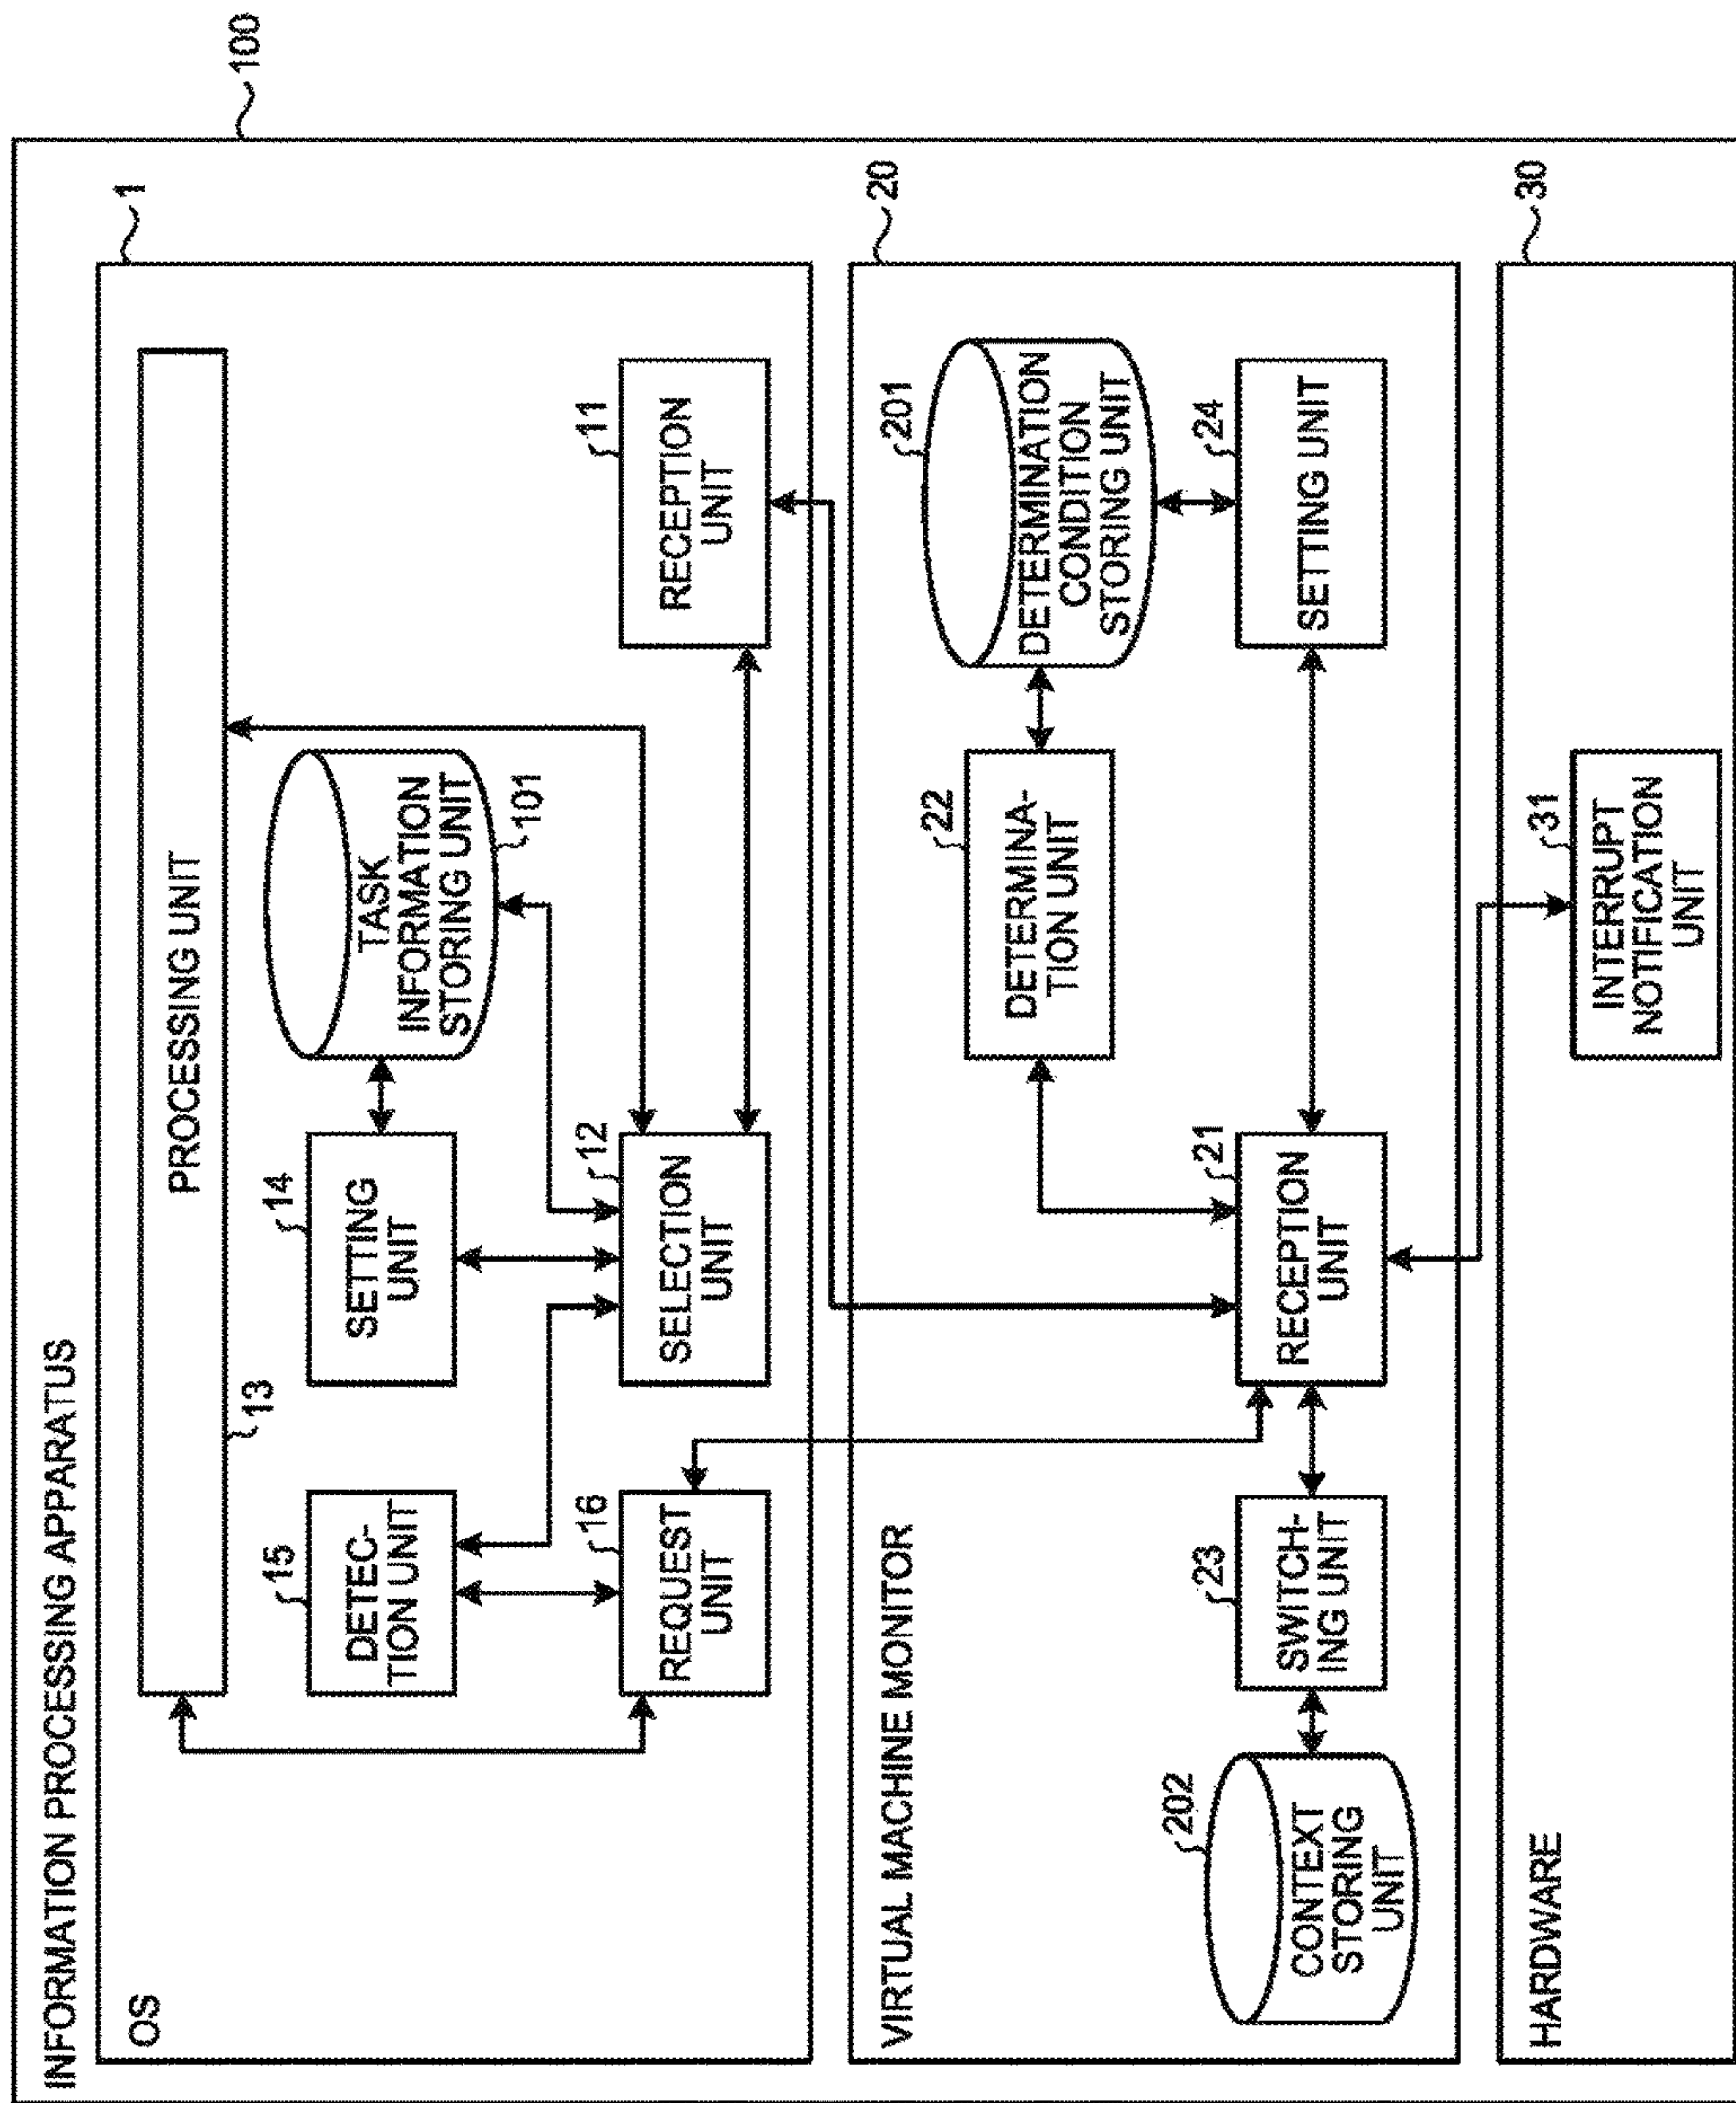 100
INFORMATION PROCESSING APPARATUS
1
OS
PROCESSING UNIT
13
15
DETEC-
TION UNIT
14
SETTING
UNIT
TASK
INFORMATION
STORING UNIT
101
16
REQUEST
UNIT
12
SELECTION
UNIT
11
RECEPTION
UNIT
20
VIRTUAL MACHINE MONITOR
22
DETERMINA-
TION UNIT
201
DETERMINATION
CONDITION
STORING UNIT
202
CONTEXT
STORING
UNIT
23
SWITCH-
ING UNIT
21
RECEPTION
UNIT
24
SETTING UNIT
30
HARDWARE
31
INTERRUPT
NOTIFICATION
UNIT